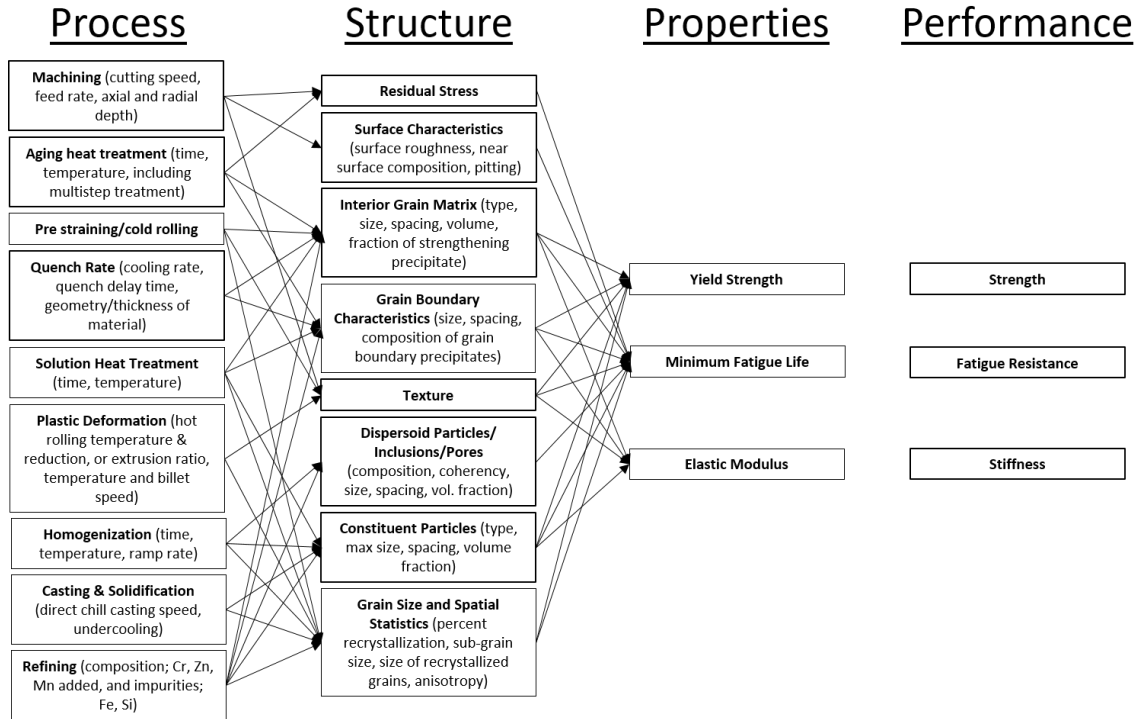 Process
Structure
Properties
Performance
Machining (cutting speed,
feed rate, axial and radial
depth)
Aging heat treatment (time,
temperature, including
multistep treatment)
Pre straining/cold rolling
Quench Rate (cooling rate,
quench delay time,
geometry/thickness of
material)
Solution Heat Treatment
(time, temperature)
Plastic Deformation (hot
rolling temperature &
reduction, or extrusion ratio,
temperature and billet
speed)
Homogenization (time,
temperature, ramp rate)
Casting & Solidification
(direct chill casting speed,
undercooling)
Refining (composition; Cr, Zn,
Mn added, and impurities;
Fe, Si)
Residual Stress
Surface Characteristics
(surface roughness, near
surface composition, pitting)
Interior Grain Matrix (type,
size, spacing, volume,
fraction of strengthening
precipitate)
Grain Boundary
Characteristics (size, spacing,
composition of grain
boundary precipitates)
Texture
Dispersoid Particles/
Inclusions/Pores
(composition, coherency,
size, spacing, vol. fraction)
Constituent Particles (type,
max size, spacing, volume
fraction)
Grain Size and Spatial
Statistics (percent
recrystallization, sub-grain
size, size of recrystallized
grains, anisotropy)
Yield Strength
Minimum Fatigue Life
Elastic Modulus
Strength
Fatigue Resistance
Stiffness